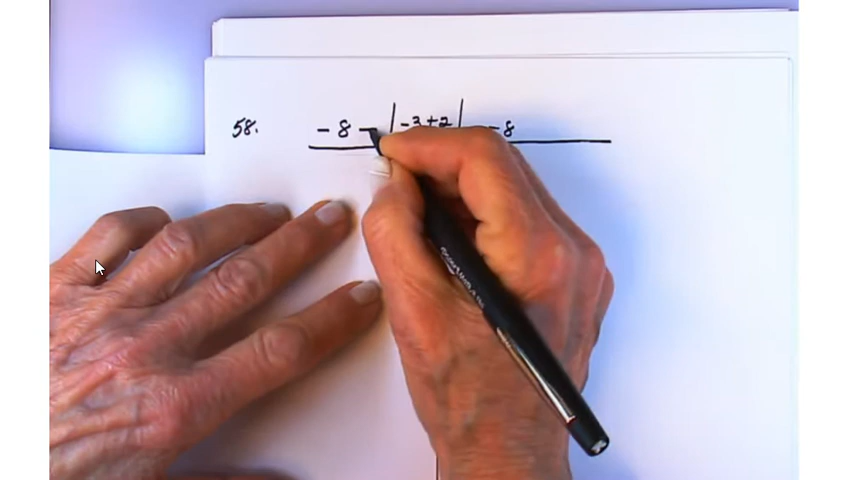 58. - 8 - |-3+2| - 8